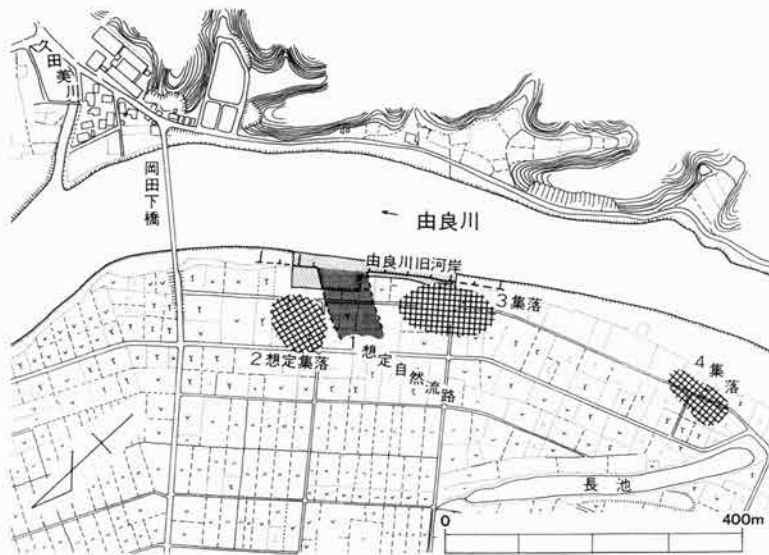 久田美川
岡田下橋
由良川
由良川旧河岸
3集落
2想定集落
1想定自然流路
4集落
長池
0
400m